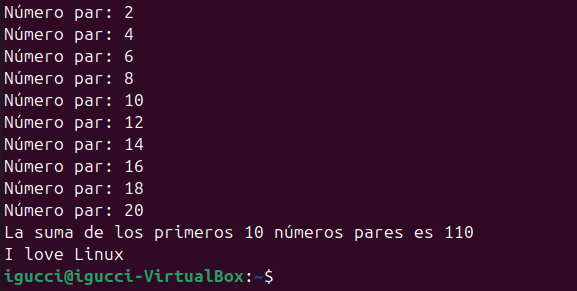 Número par: 2
Número par: 4
Número par: 6
Número par: 8
Número par: 10
Número par: 12
Número par: 14
Número par: 16
Número par: 18
Número par: 20
La suma de los primeros 10 números pares es 110
I love Linux
igucci@igucci-VirtualBox:~$